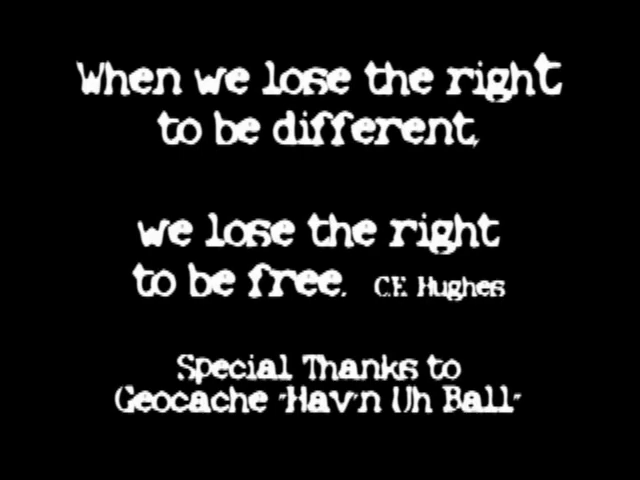 When we lose the right
to be different,
we lose the right
to be free. C.E. Hughes
Special Thanks to
Geocache "Hav'n Uh Ball"